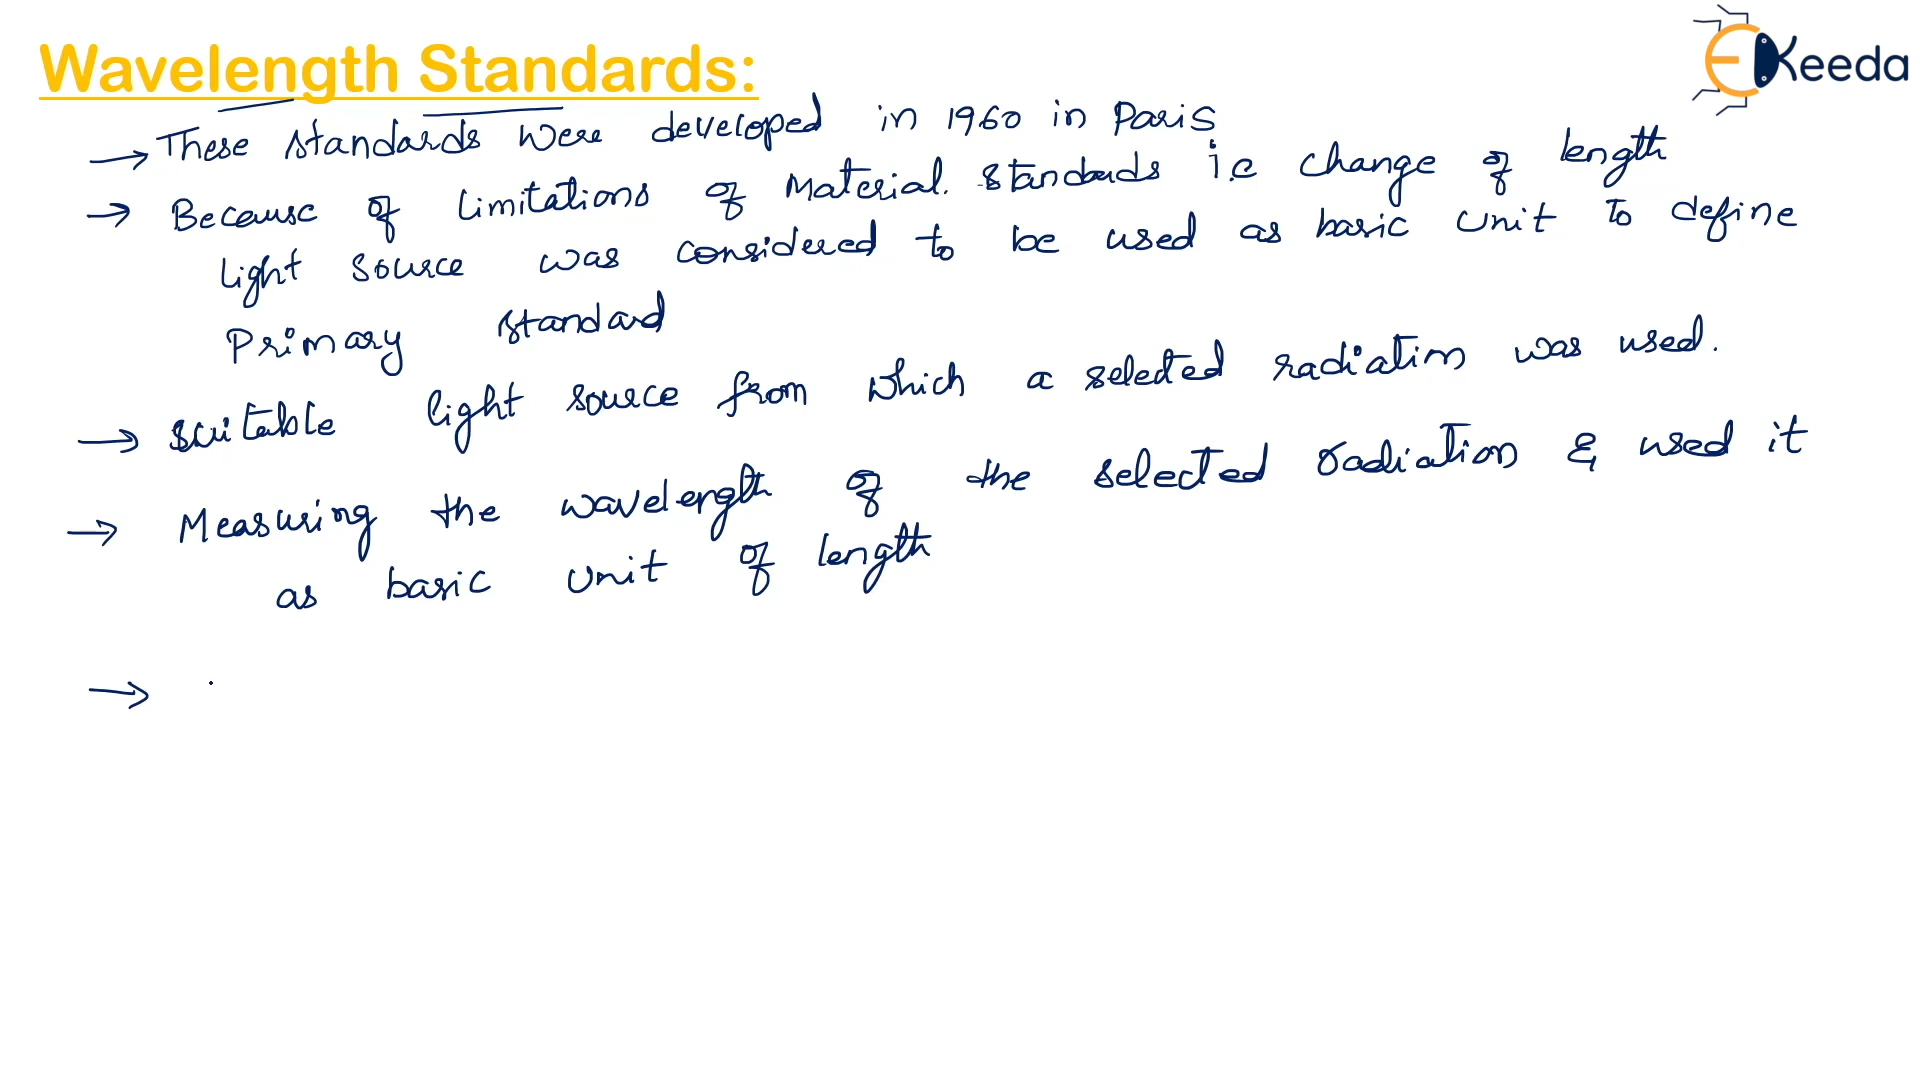 Wavelength Standards:
EKeeda
→ These standards were developed in 1960 in Paris
→ Because of limitations of Material. standards i.e change of length
light source was considered to be used as basic unit to define
Primary standard
→ suitable light source from which a selected radiation was used.
→ Measuring the wavelength of the selected radiation & used it
as basic unit of length
→